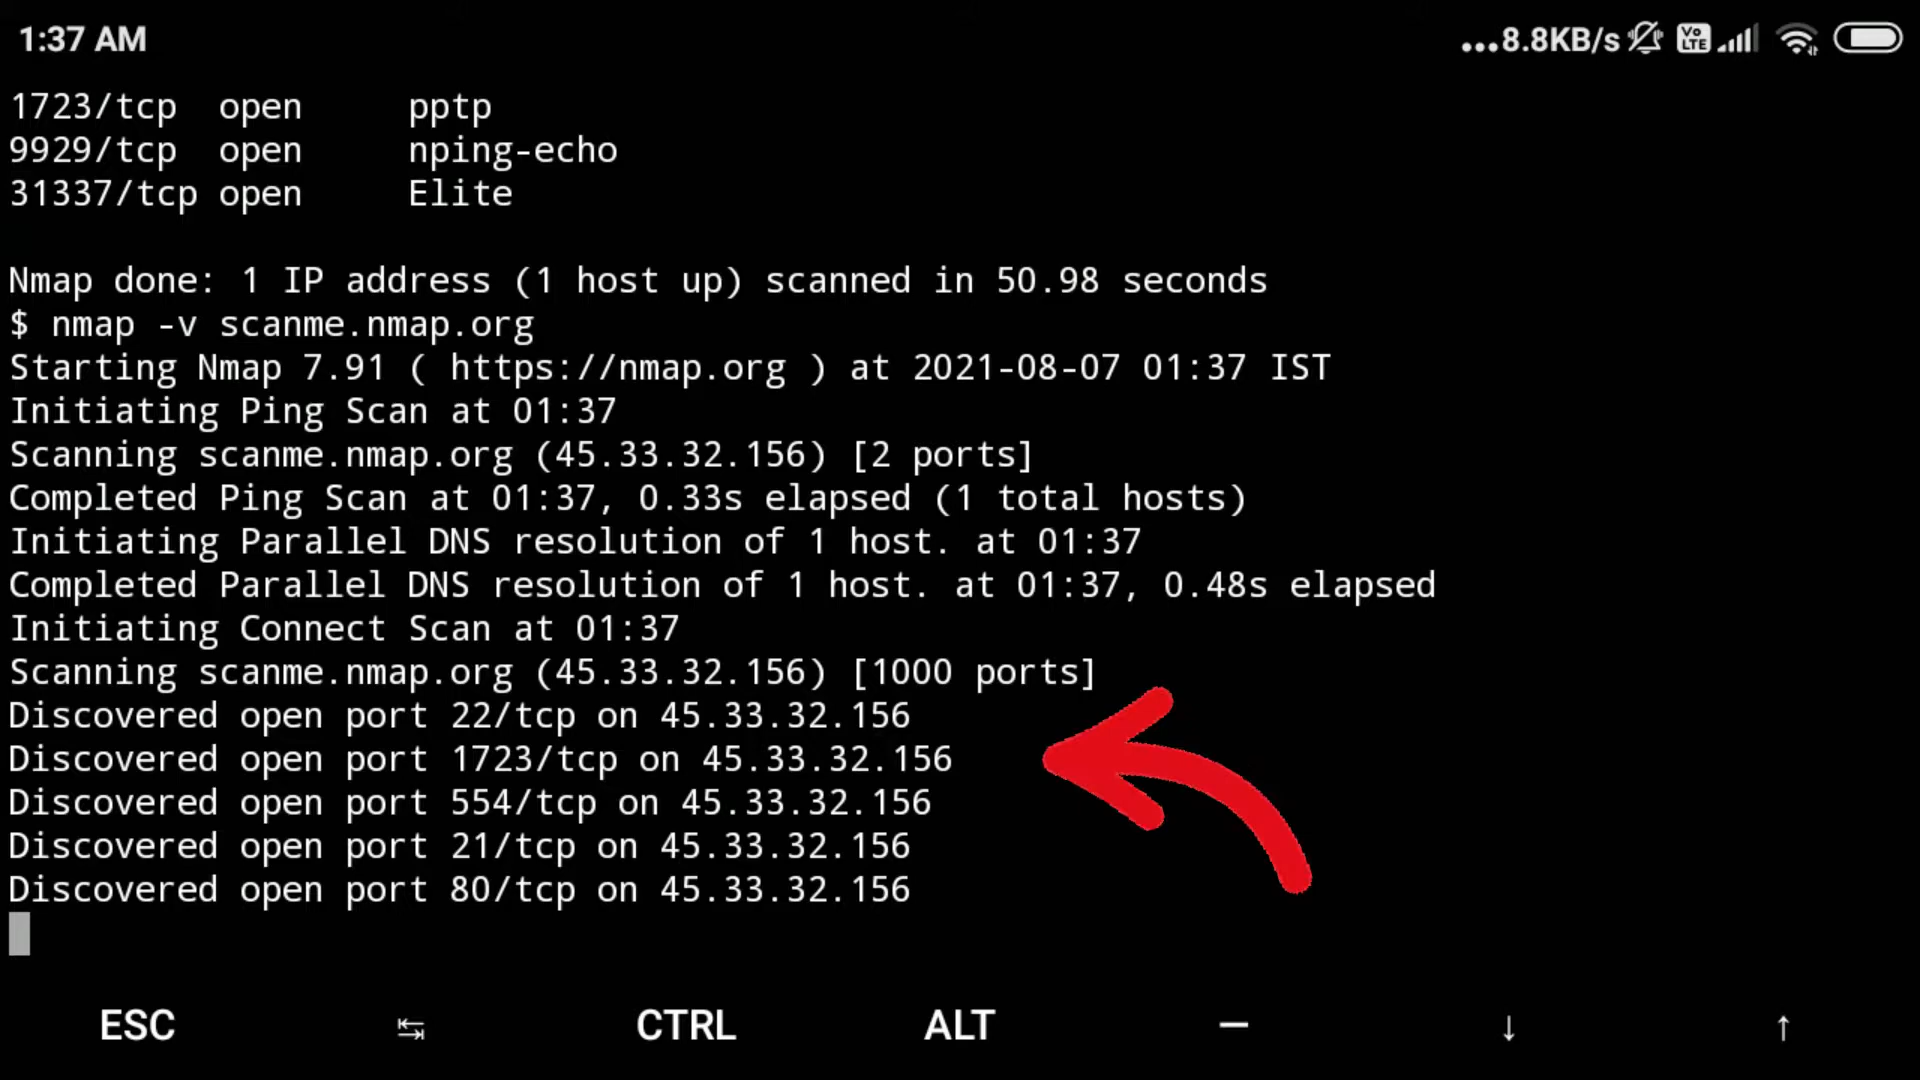 1:37 AM
...8.8KB/s Vo LTE
1723/tcp open pptp
9929/tcp open nping-echo
31337/tcp open Elite
Nmap done: 1 IP address (1 host up) scanned in 50.98 seconds
$ nmap -v scanme.nmap.org
Starting Nmap 7.91 ( https://nmap.org ) at 2021-08-07 01:37 IST
Initiating Ping Scan at 01:37
Scanning scanme.nmap.org (45.33.32.156) [2 ports]
Completed Ping Scan at 01:37, 0.33s elapsed (1 total hosts)
Initiating Parallel DNS resolution of 1 host. at 01:37
Completed Parallel DNS resolution of 1 host. at 01:37, 0.48s elapsed
Initiating Connect Scan at 01:37
Scanning scanme.nmap.org (45.33.32.156) [1000 ports]
Discovered open port 22/tcp on 45.33.32.156
Discovered open port 1723/tcp on 45.33.32.156
Discovered open port 554/tcp on 45.33.32.156
Discovered open port 21/tcp on 45.33.32.156
Discovered open port 80/tcp on 45.33.32.156
ESC ↹ CTRL ALT — ↓ ↑